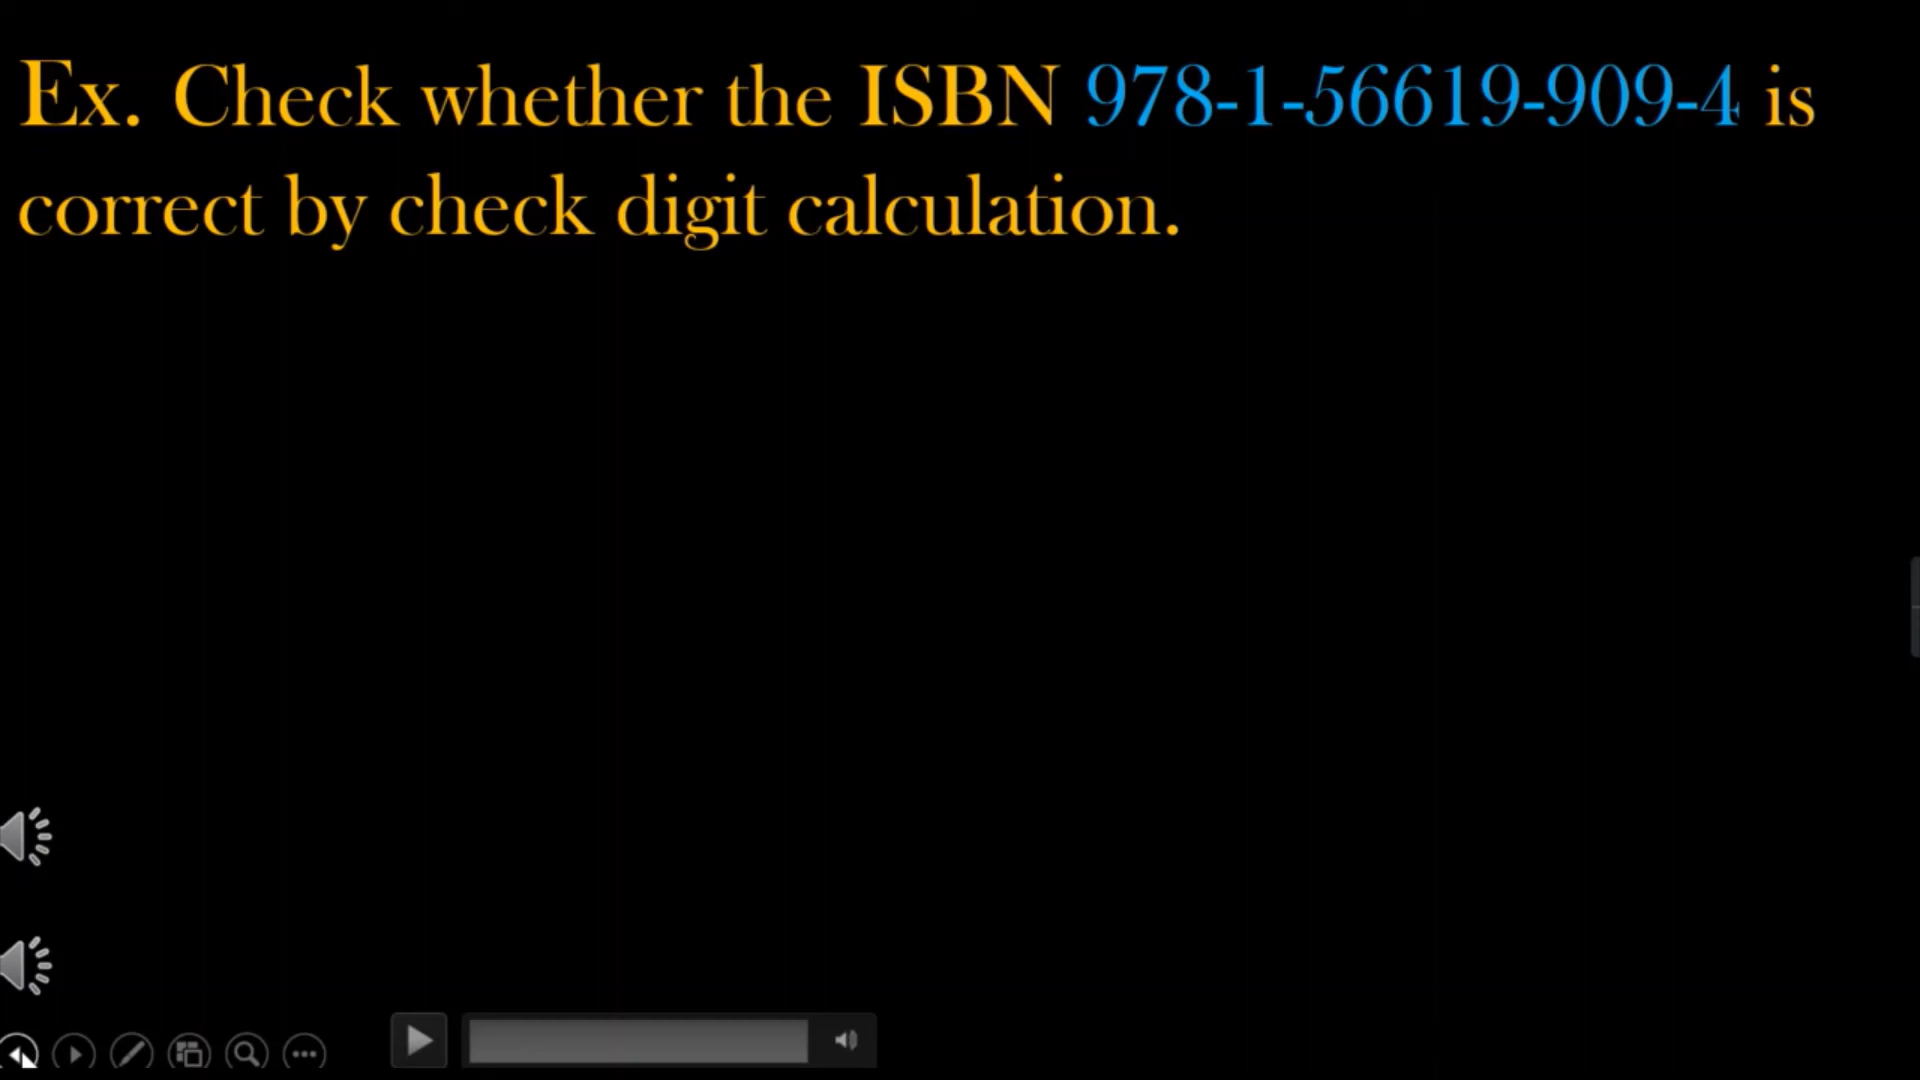 Ex. Check whether the ISBN 978-1-56619-909-4 is
correct by check digit calculation.